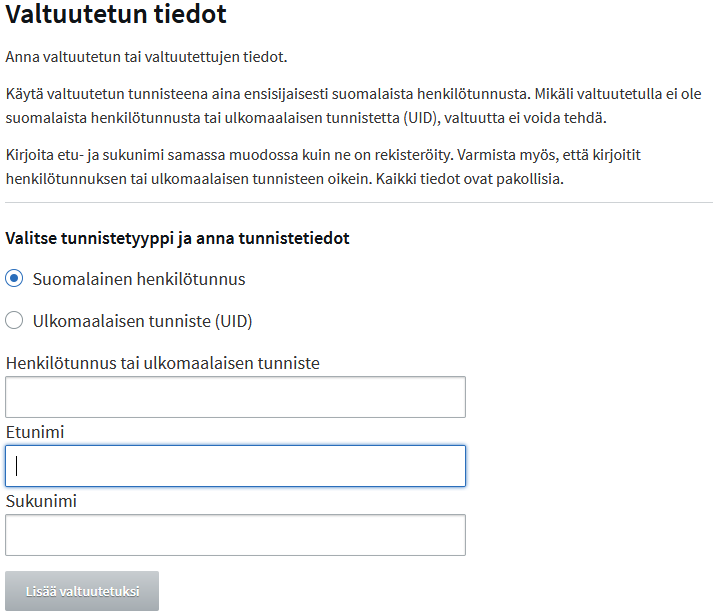 Valtuutetun tiedot
Anna valtuutetun tai valtuutettujen tiedot.
Käytä valtuutetun tunnisteena aina ensisijaisesti suomalaista henkilötunnusta. Mikäli valtuutetulla ei ole
suomalaista henkilötunnusta tai ulkomaalaisen tunnistetta (UID), valtuutta ei voida tehdä.
Kirjoita etu- ja sukunimi samassa muodossa kuin ne on rekisteröity. Varmista myös, että kirjoitit
henkilötunnuksen tai ulkomaalaisen tunnisteen oikein. Kaikki tiedot ovat pakollisia.
Valitse tunnistetyyppi ja anna tunnistetiedot
Suomalainen henkilötunnus
Ulkomaalaisen tunniste (UID)
Henkilötunnus tai ulkomaalaisen tunniste
Etunimi
Sukunimi
Lisää valtuutetuksi